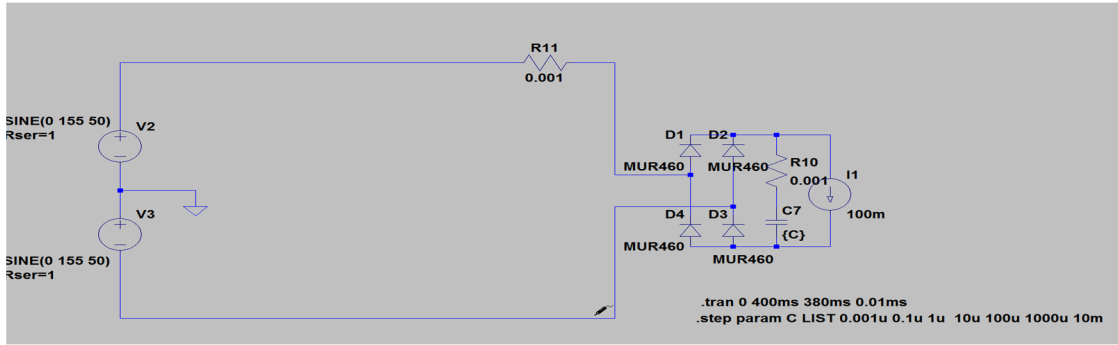 R11
0.001
SINE(0 155 50)
Rser=1
V2
D1
D2
MUR460
MUR460
R10
0.001
I1
100m
V3
D4
D3
C7
{C}
MUR460
MUR460
SINE(0 155 50)
Rser=1
.tran 0 400ms 380ms 0.01ms
.step param C LIST 0.001u 0.1u 1u 10u 100u 1000u 10m